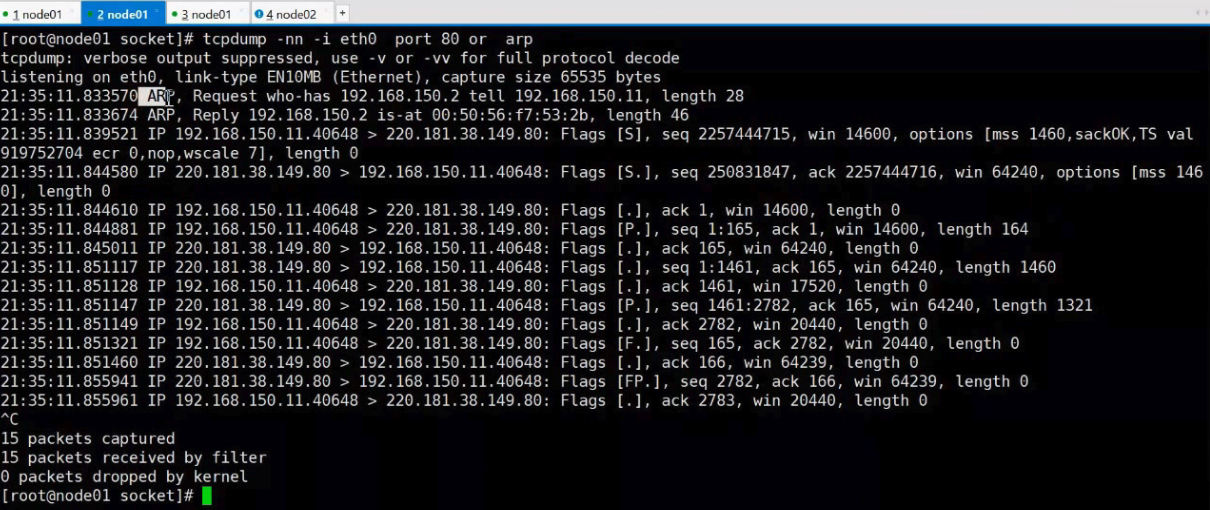 1 node01 2 node01 3 node01 4 node02 +
[root@node01 socket]# tcpdump -nn -i eth0  port 80 or  arp
tcpdump: verbose output suppressed, use -v or -vv for full protocol decode
listening on eth0, link-type EN10MB (Ethernet), capture size 65535 bytes
21:35:11.833570 ARP, Request who-has 192.168.150.2 tell 192.168.150.11, length 28
21:35:11.833674 ARP, Reply 192.168.150.2 is-at 00:50:56:f7:53:2b, length 46
21:35:11.839521 IP 192.168.150.11.40648 > 220.181.38.149.80: Flags [S], seq 2257444715, win 14600, options [mss 1460,sackOK,TS val
919752704 ecr 0,nop,wscale 7], length 0
21:35:11.844580 IP 220.181.38.149.80 > 192.168.150.11.40648: Flags [S.], seq 250831847, ack 2257444716, win 64240, options [mss 146
0], length 0
21:35:11.844610 IP 192.168.150.11.40648 > 220.181.38.149.80: Flags [.], ack 1, win 14600, length 0
21:35:11.844881 IP 192.168.150.11.40648 > 220.181.38.149.80: Flags [P.], seq 1:165, ack 1, win 14600, length 164
21:35:11.845011 IP 220.181.38.149.80 > 192.168.150.11.40648: Flags [.], ack 165, win 64240, length 0
21:35:11.851117 IP 220.181.38.149.80 > 192.168.150.11.40648: Flags [.], seq 1:1461, ack 165, win 64240, length 1460
21:35:11.851128 IP 192.168.150.11.40648 > 220.181.38.149.80: Flags [.], ack 1461, win 17520, length 0
21:35:11.851147 IP 220.181.38.149.80 > 192.168.150.11.40648: Flags [P.], seq 1461:2782, ack 165, win 64240, length 1321
21:35:11.851149 IP 192.168.150.11.40648 > 220.181.38.149.80: Flags [.], ack 2782, win 20440, length 0
21:35:11.851321 IP 192.168.150.11.40648 > 220.181.38.149.80: Flags [F.], seq 165, ack 2782, win 20440, length 0
21:35:11.851460 IP 220.181.38.149.80 > 192.168.150.11.40648: Flags [.], ack 166, win 64239, length 0
21:35:11.855941 IP 220.181.38.149.80 > 192.168.150.11.40648: Flags [FP.], seq 2782, ack 166, win 64239, length 0
21:35:11.855961 IP 192.168.150.11.40648 > 220.181.38.149.80: Flags [.], ack 2783, win 20440, length 0
^C
15 packets captured
15 packets received by filter
0 packets dropped by kernel
[root@node01 socket]#